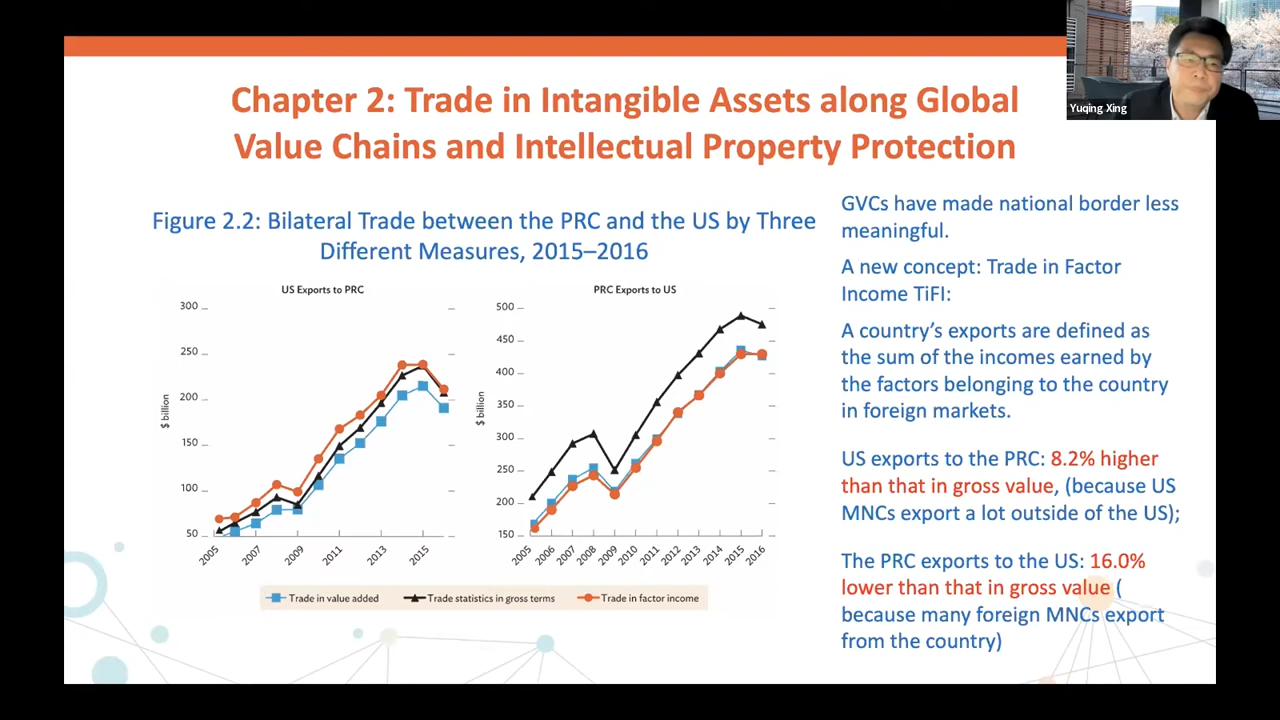 Yuqing Xing
Chapter 2: Trade in Intangible Assets along Global
Value Chains and Intellectual Property Protection
Figure 2.2: Bilateral Trade between the PRC and the US by Three
Different Measures, 2015–2016
US Exports to PRC
300
250
200
150
100
50
$ billion
2005
2007
2009
2011
2013
2015
PRC Exports to US
500
450
400
350
300
250
200
150
$ billion
2005
2006
2007
2008
2009
2010
2011
2012
2013
2014
2015
2016
Trade in value added
Trade statistics in gross terms
Trade in factor income
GVCs have made national border less
meaningful.
A new concept: Trade in Factor
Income TiFI:
A country's exports are defined as
the sum of the incomes earned by
the factors belonging to the country
in foreign markets.
US exports to the PRC: 8.2% higher
than that in gross value, (because US
MNCs export a lot outside of the US);
The PRC exports to the US: 16.0%
lower than that in gross value (
because many foreign MNCs export
from the country)